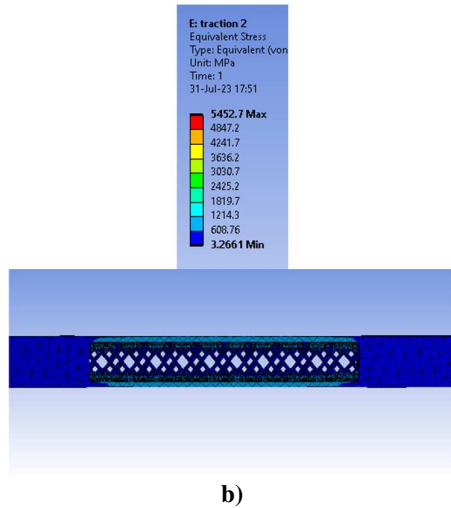 E: traction 2
Equivalent Stress
Type: Equivalent (von
Unit: MPa
Time: 1
31-Jul-23 17:51
5452.7 Max
4847.2
4241.7
3636.2
3030.7
2425.2
1819.7
1214.3
608.76
3.2661 Min
b)